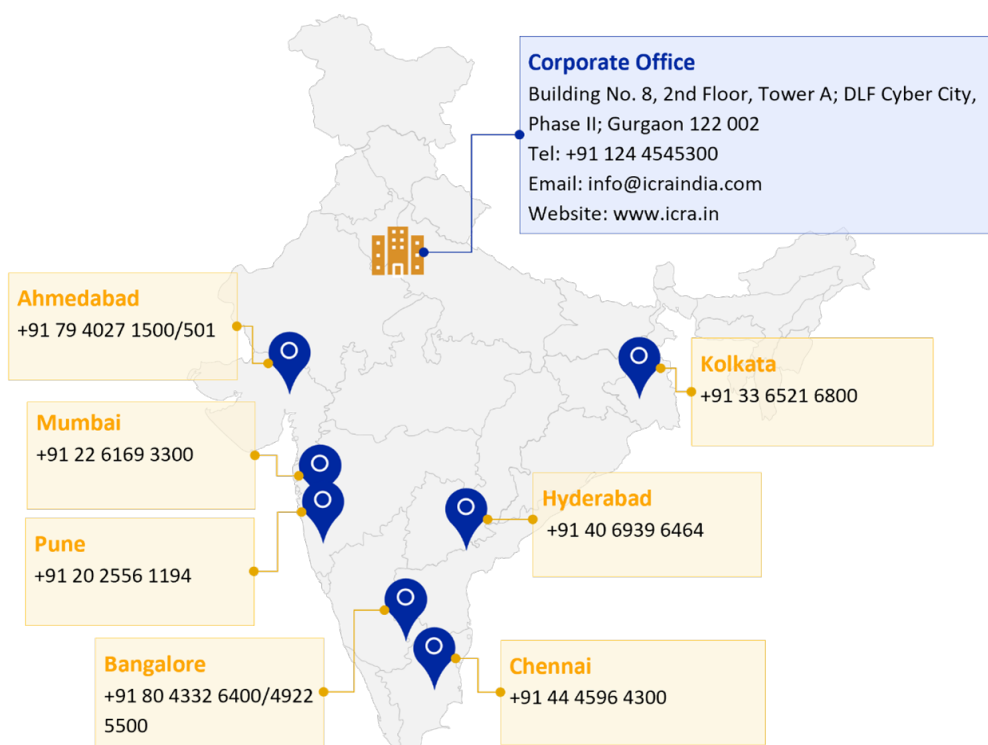 Corporate Office
Building No. 8, 2nd Floor, Tower A; DLF Cyber City,
Phase II; Gurgaon 122 002
Tel: +91 124 4545300
Email: info@icraindia.com
Website: www.icra.in
Ahmedabad
+91 79 4027 1500/501
Kolkata
+91 33 6521 6800
Mumbai
+91 22 6169 3300
Hyderabad
+91 40 6939 6464
Pune
+91 20 2556 1194
Bangalore
+91 80 4332 6400/4922
5500
Chennai
+91 44 4596 4300